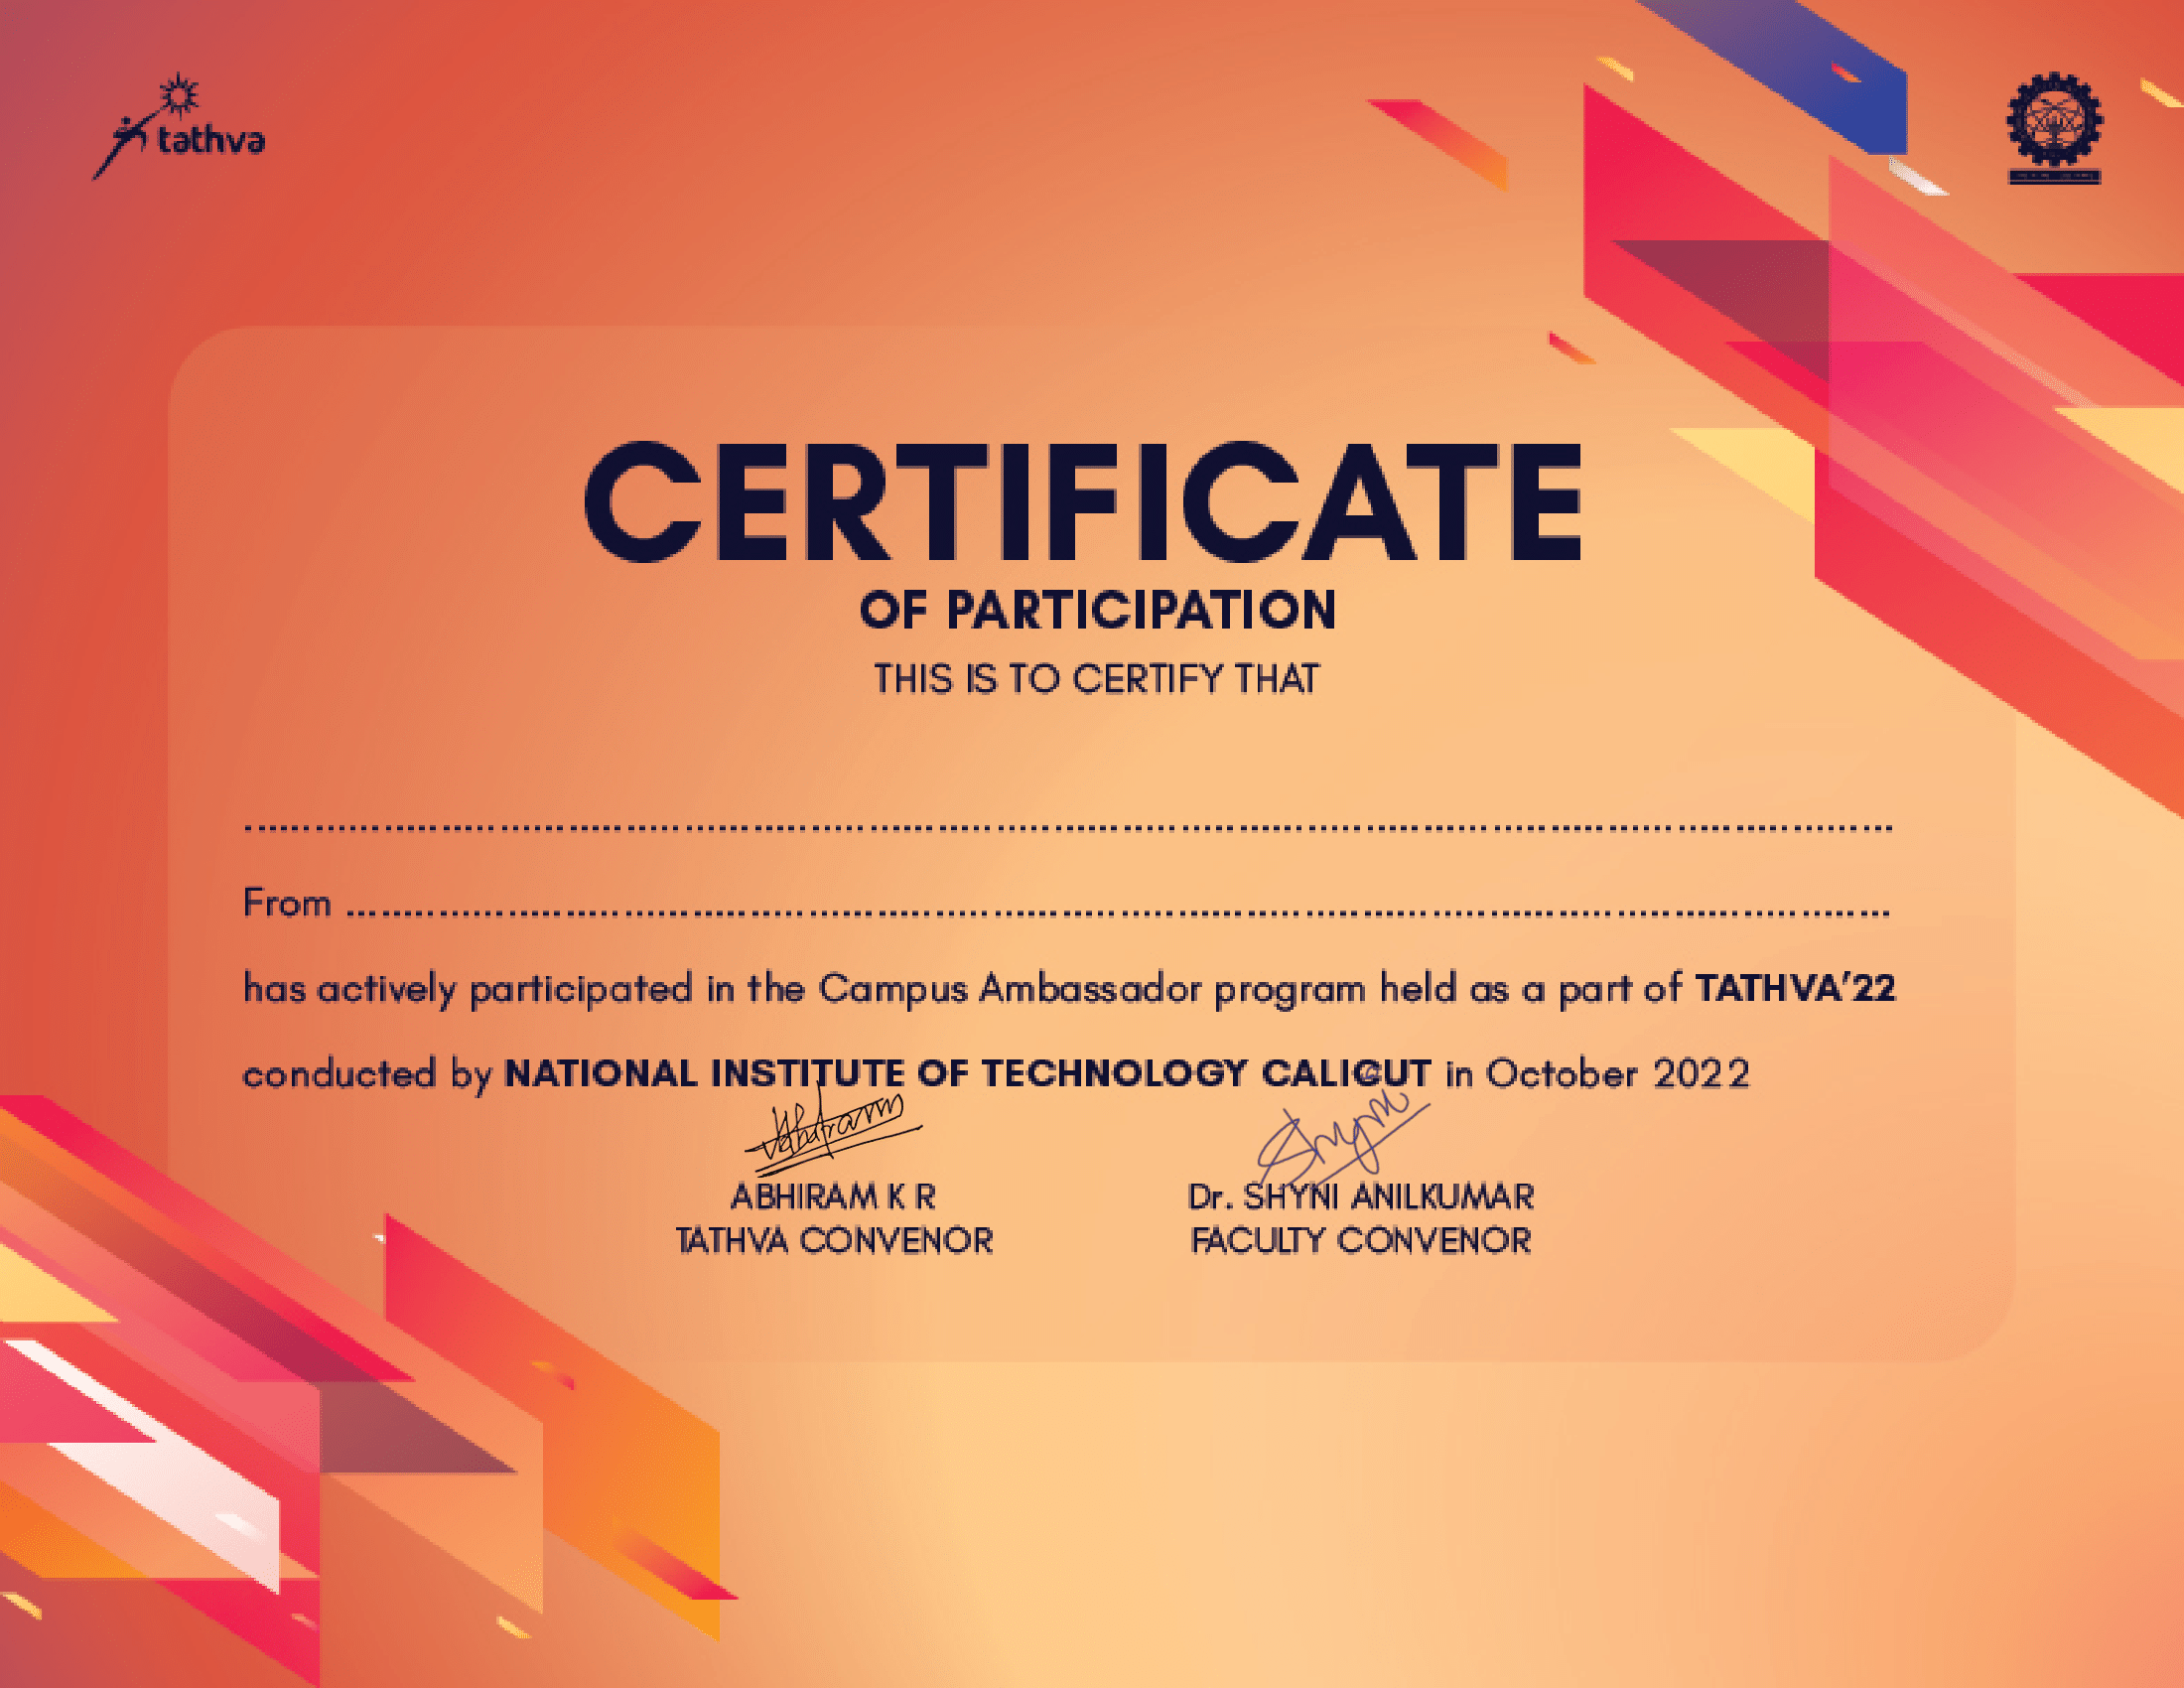 tathva
CERTIFICATE
OF PARTICIPATION
THIS IS TO CERTIFY THAT
From
has actively participated in the Campus Ambassador program held as a part of TATHVA'22
conducted by NATIONAL INSTITUTE OF TECHNOLOGY CALICUT in October 2022
Abhiram
Shyni
ABHIRAM K R
Dr. SHYNI ANILKUMAR
TATHVA CONVENOR
FACULTY CONVENOR